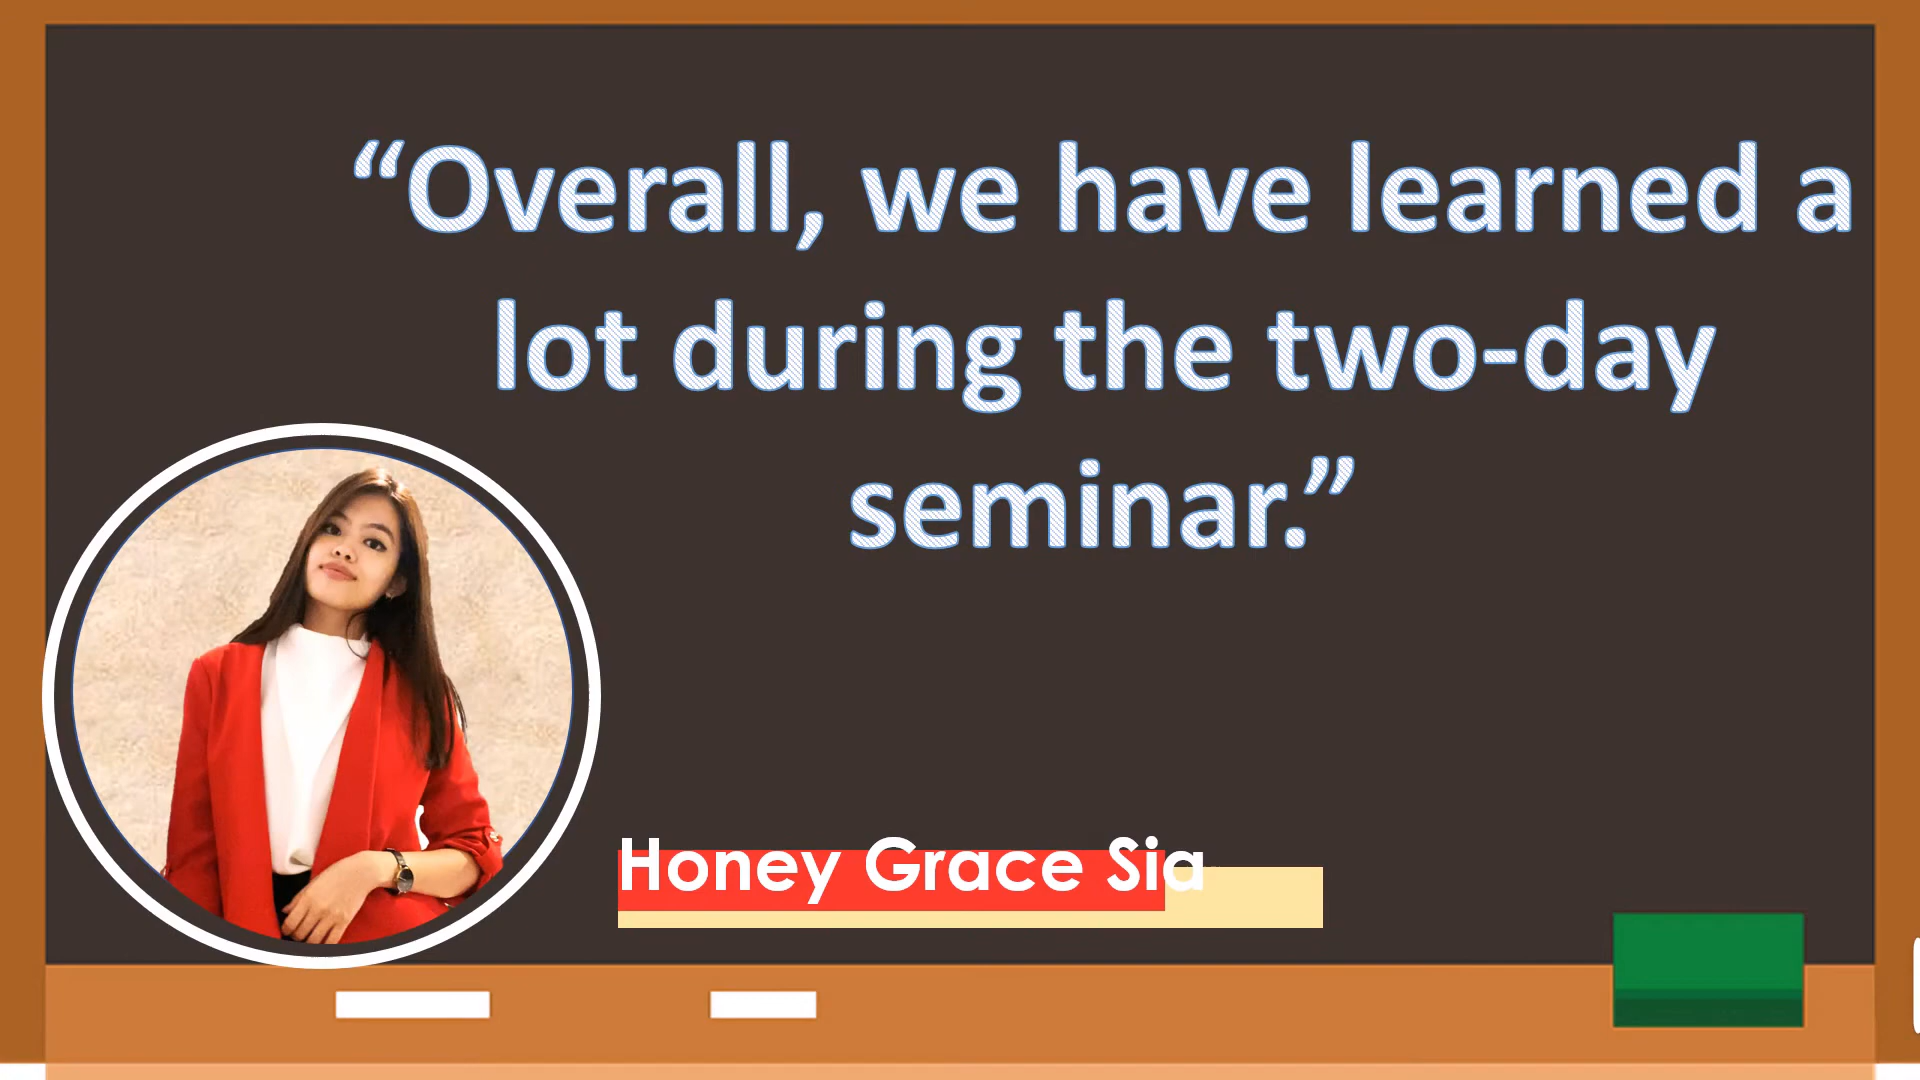 “Overall, we have learned a
lot during the two-day
seminar.”
Honey Grace Sia